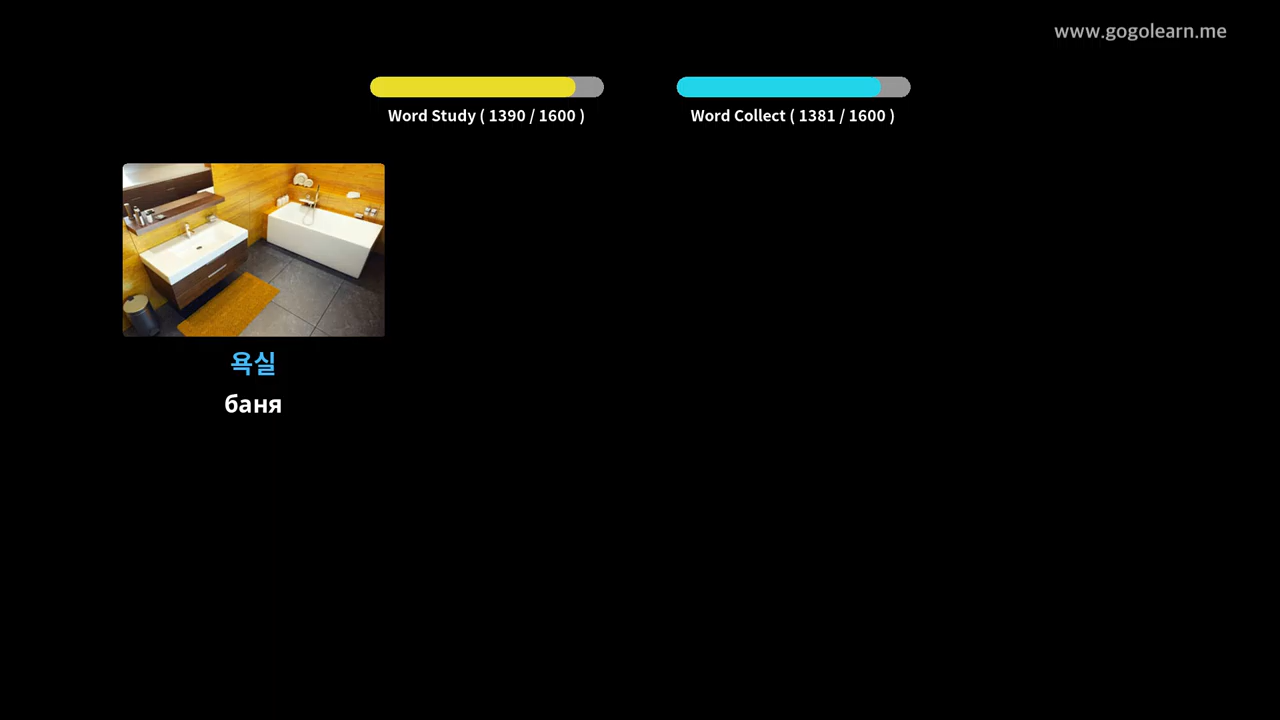 www.gogolearn.me
Word Study ( 1390 / 1600 )
Word Collect ( 1381 / 1600 )
욕실
баня